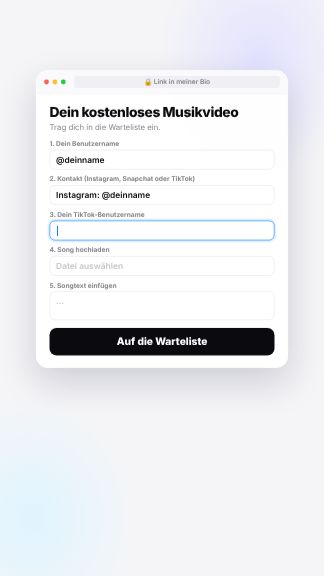 🔒 Link in meiner Bio
Dein kostenloses Musikvideo
Trag dich in die Warteliste ein.
1. Dein Benutzername
@deinname
2. Kontakt (Instagram, Snapchat oder TikTok)
Instagram: @deinname
3. Dein TikTok-Benutzername
4. Song hochladen
Datei auswählen
5. Songtext einfügen
...
Auf die Warteliste